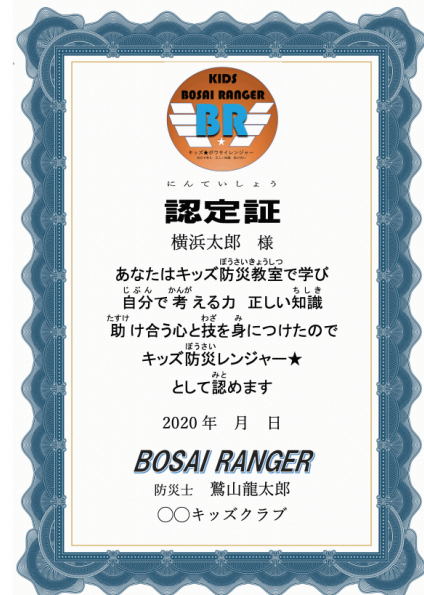 KIDS
BOSAI RANGER
BR
キッズ★ボウサイレンジャー
にんていしょう
認定証
横浜太郎 様
ぼうさいきょうしつ
あなたはキッズ防災教室で学び
じぶん かんが ちしき
自分で考える力 正しい知識
たすけ わざ み
助け合う心と技を身につけたので
ぼうさい
キッズ防災レンジャー★
みと
として認めます
2020年 月 日
BOSAI RANGER
防災士 鷲山龍太郎
〇〇キッズクラブ